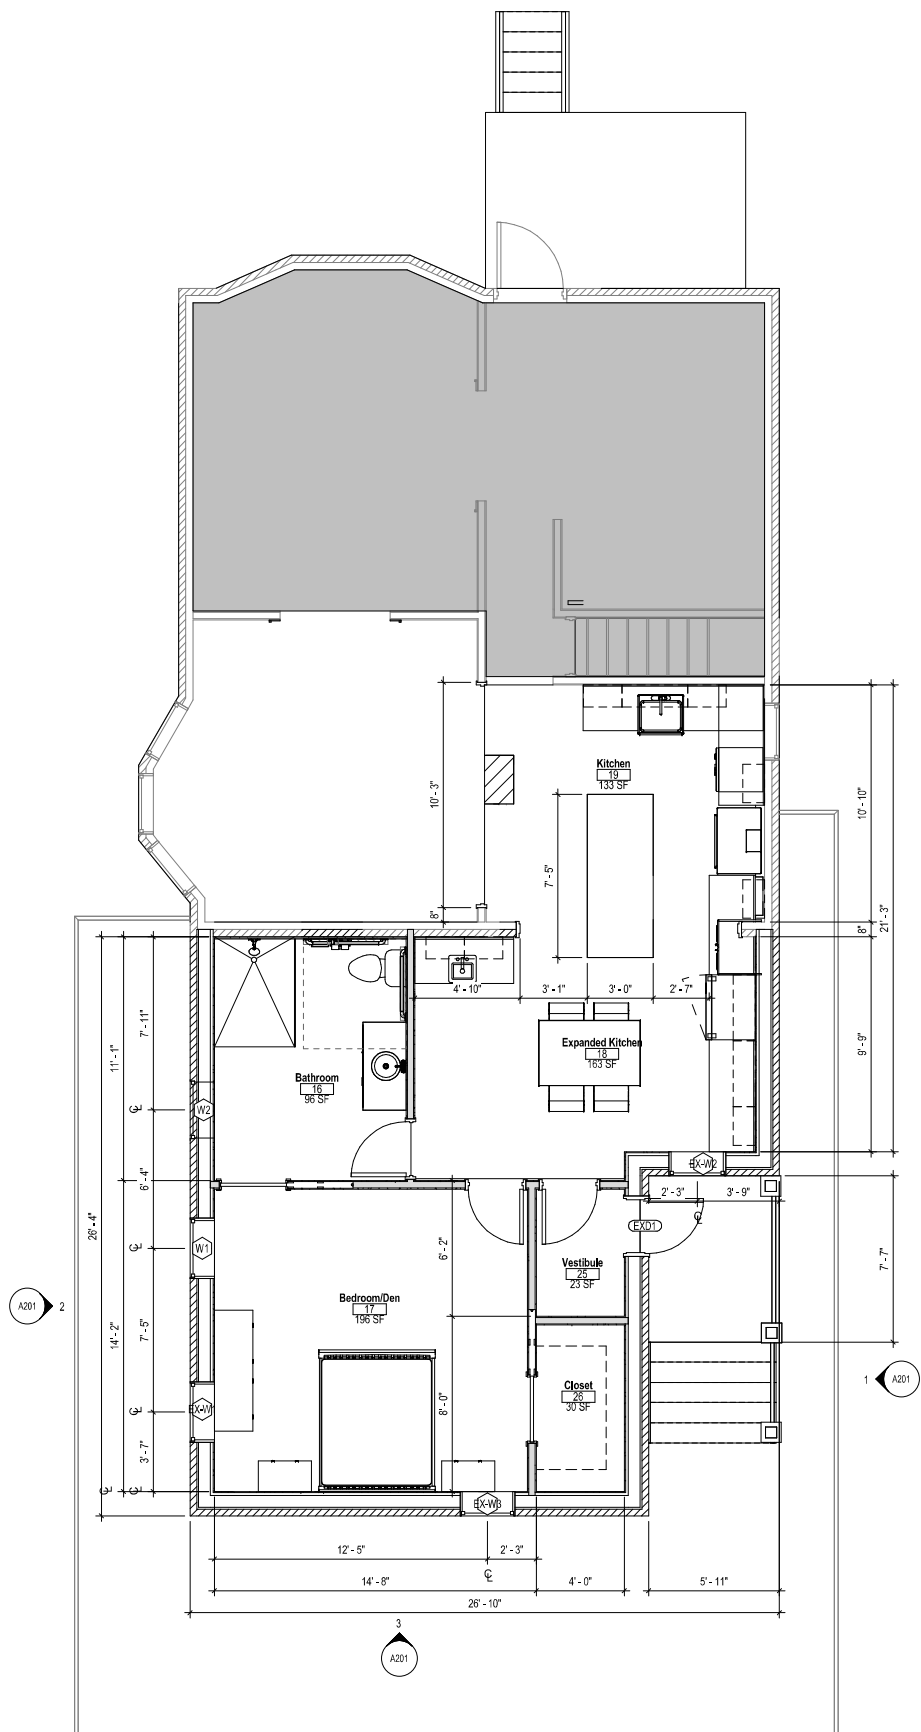 Kitchen
19
133 SF
10' - 3"
10' - 10"
7' - 5"
21' - 3"
8"
8"
4' - 10"
3' - 1"
3' - 0"
2' - 7"
7' - 11"
11' - 1"
9' - 9"
Expanded Kitchen
18
163 SF
Bathroom
16
96 SF
W2
6' - 4"
EX-W2
2' - 3"
3' - 9"
26' - 4"
EXD1
W1
6' - 2"
7' - 7"
Vestibule
25
23 SF
Bedroom/Den
17
196 SF
A201
2
14' - 2"
7' - 5"
1
A201
Closet
26
30 SF
8' - 0"
EX-W1
3' - 7"
EX-W3
12' - 5"
2' - 3"
14' - 8"
4' - 0"
5' - 11"
26' - 10"
3
A201